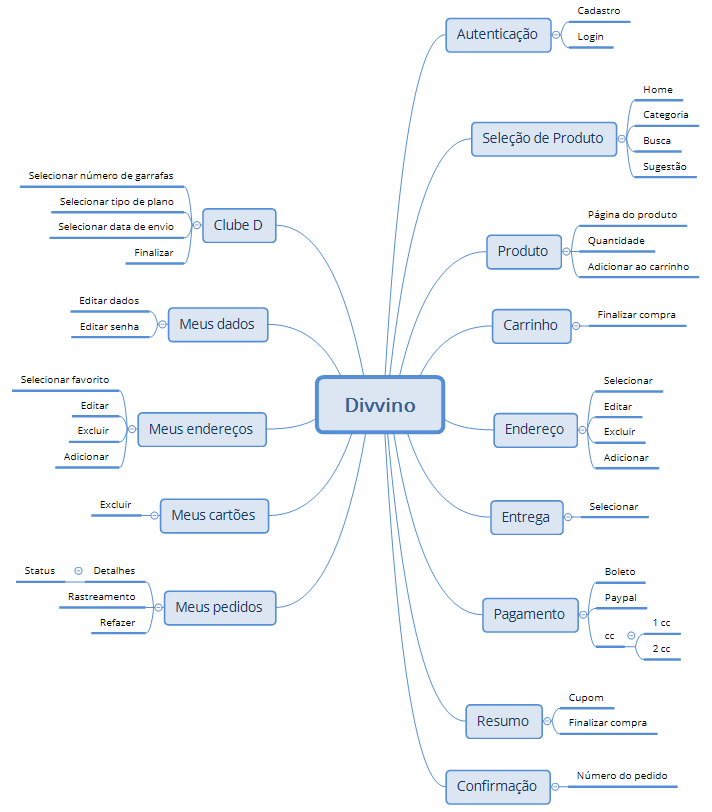 Divvino
Autenticação
Cadastro
Login
Seleção de Produto
Home
Categoria
Busca
Sugestão
Produto
Página do produto
Quantidade
Adicionar ao carrinho
Carrinho
Finalizar compra
Endereço
Selecionar
Editar
Excluir
Adicionar
Entrega
Selecionar
Pagamento
Boleto
Paypal
cc
1 cc
2 cc
Resumo
Cupom
Finalizar compra
Confirmação
Número do pedido
Clube D
Selecionar número de garrafas
Selecionar tipo de plano
Selecionar data de envio
Finalizar
Meus dados
Editar dados
Editar senha
Meus endereços
Selecionar favorito
Editar
Excluir
Adicionar
Meus cartões
Excluir
Meus pedidos
Detalhes
Status
Rastreamento
Refazer